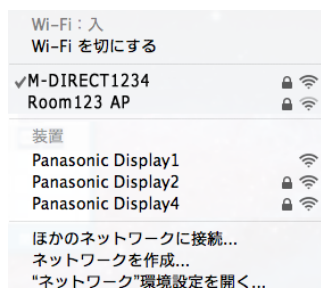 Wi-Fi：入
Wi-Fi を切にする
✓M-DIRECT1234
Room123 AP
装置
Panasonic Display1
Panasonic Display2
Panasonic Display4
ほかのネットワークに接続...
ネットワークを作成...
“ネットワーク”環境設定を開く...